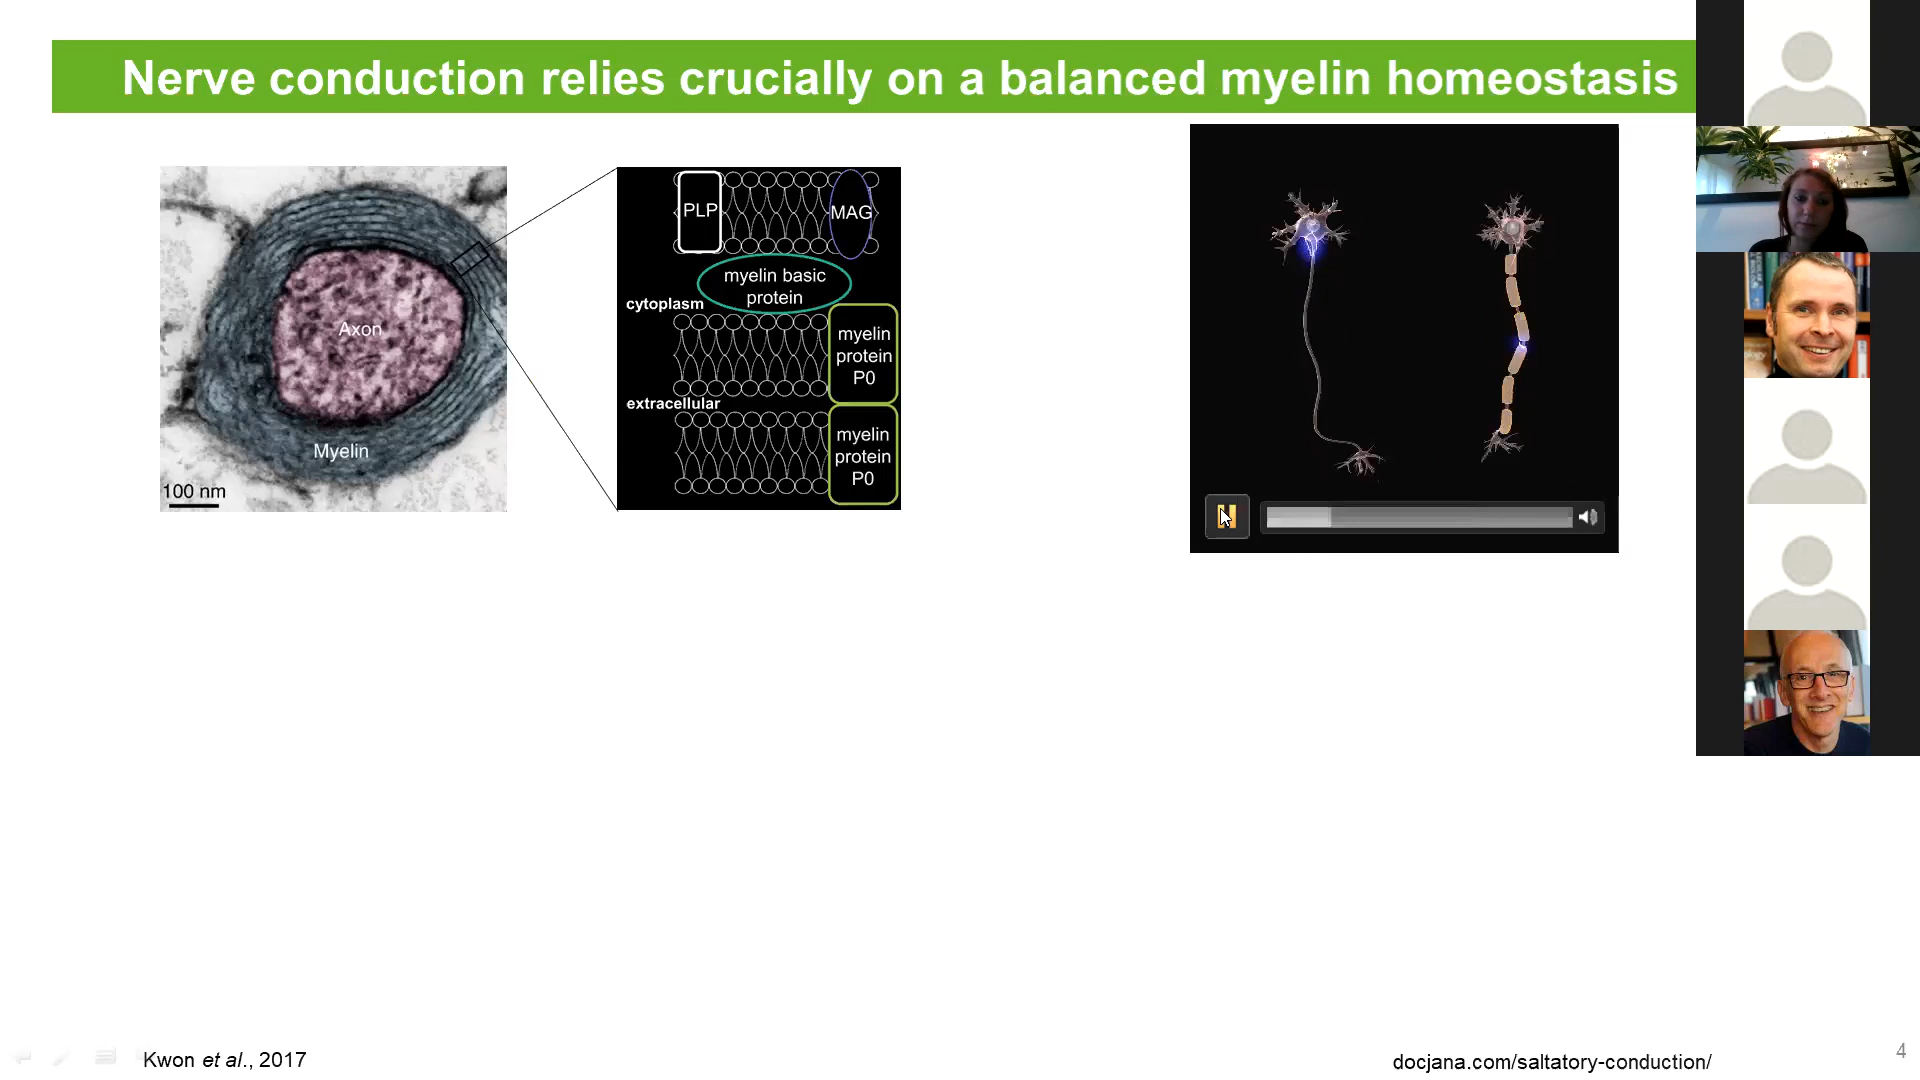 Nerve conduction relies crucially on a balanced myelin homeostasis
Axon
Myelin
100 nm
PLP
MAG
myelin basic
protein
cytoplasm
myelin
protein
P0
extracellular
myelin
protein
P0
Kwon et al., 2017
docjana.com/saltatory-conduction/
4